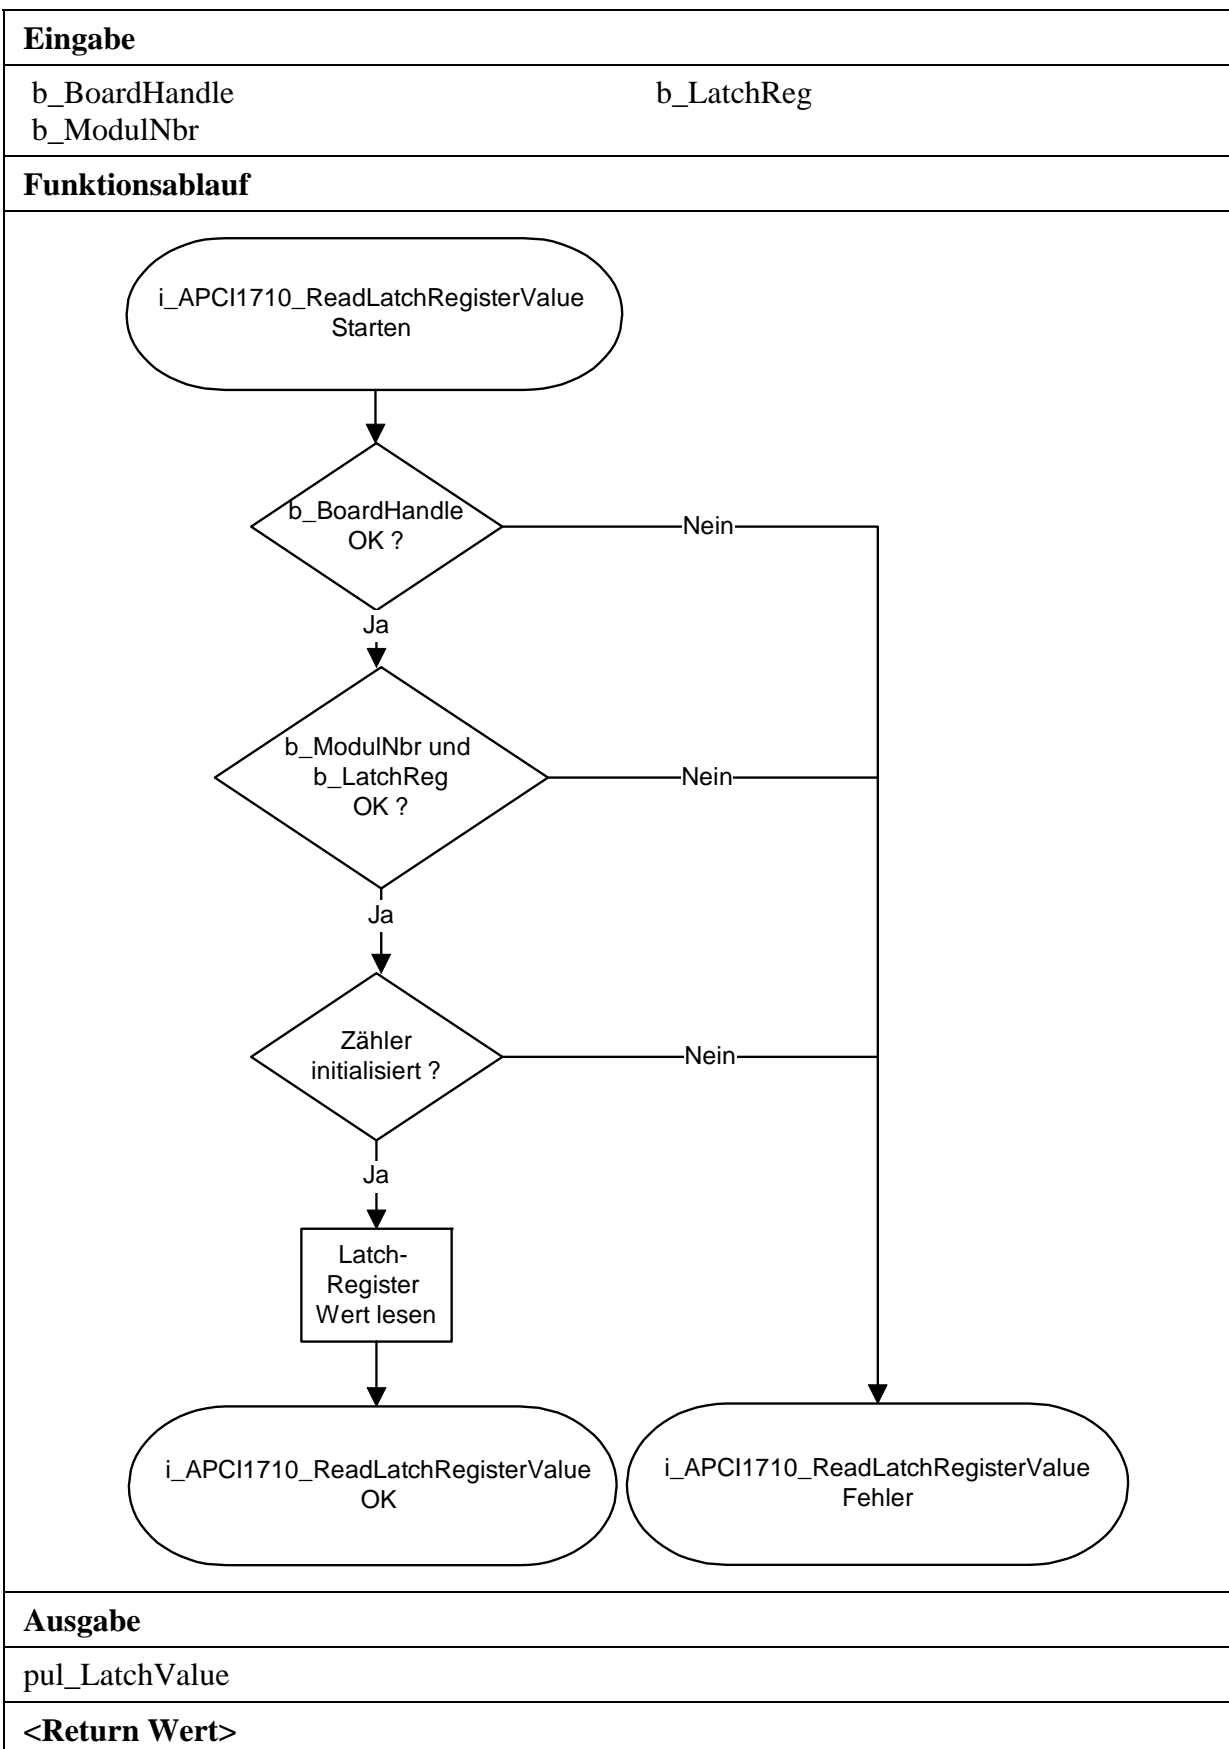 Eingabe
b_BoardHandle b_LatchReg
b_ModulNbr
Funktionsablauf
i_APCI1710_ReadLatchRegisterValue
Starten
b_BoardHandle
OK ?
Nein
Ja
b_ModulNbr und
b_LatchReg
OK ?
Nein
Ja
Zähler
initialisiert ?
Nein
Ja
Latch-
Register
Wert lesen
i_APCI1710_ReadLatchRegisterValue
OK
i_APCI1710_ReadLatchRegisterValue
Fehler
Ausgabe
pul_LatchValue
<Return Wert>